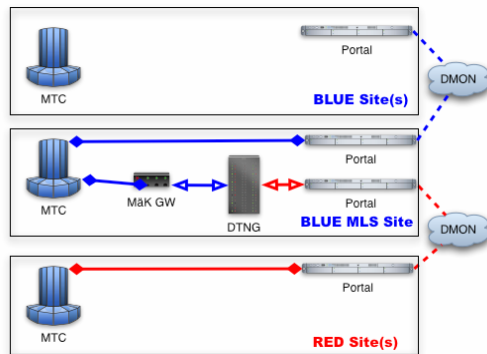 Portal
MTC
BLUE Site(s)
DMON
Portal
MTC
MäK GW
DTNG
Portal
BLUE MLS Site
DMON
Portal
MTC
RED Site(s)